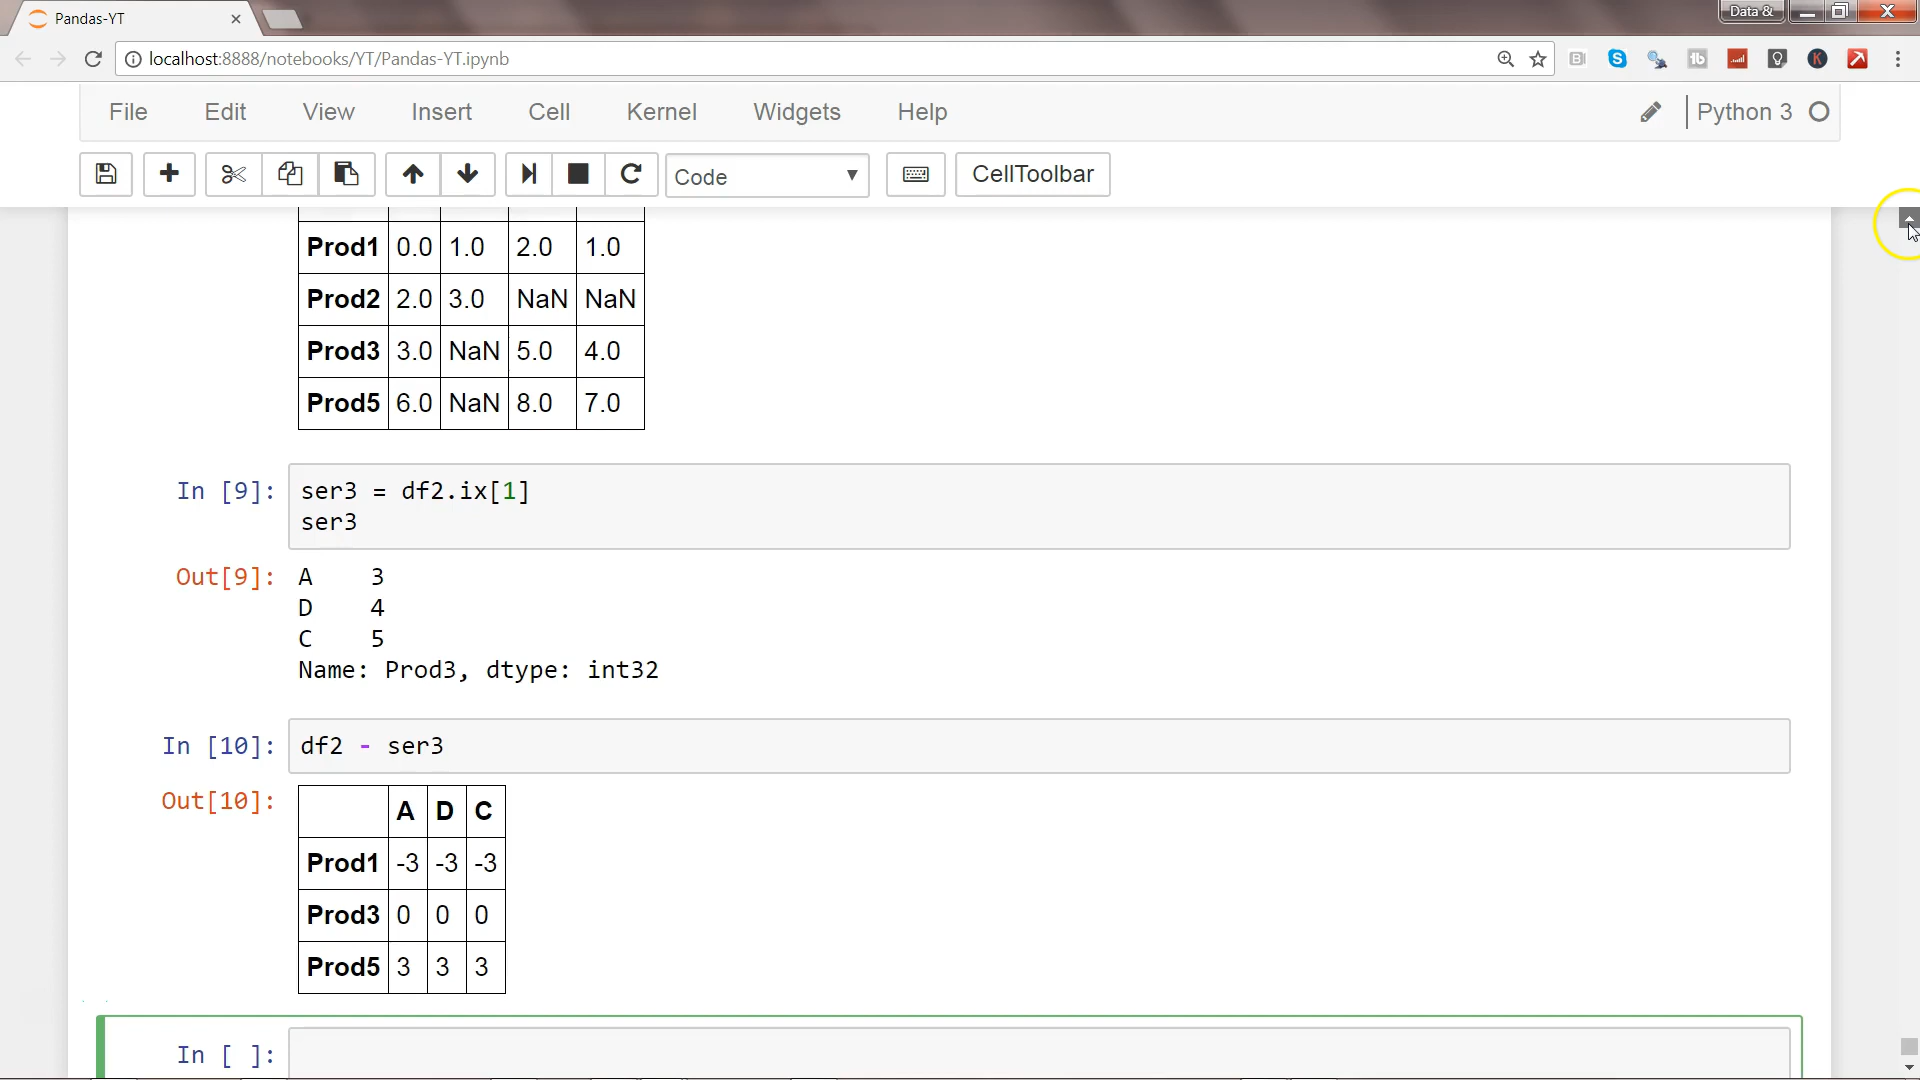 Pandas-YT
Data &
localhost:8888/notebooks/YT/Pandas-YT.ipynb
File Edit View Insert Cell Kernel Widgets Help Python 3
Code CellToolbar
Prod1 0.0 1.0 2.0 1.0
Prod2 2.0 3.0 NaN NaN
Prod3 3.0 NaN 5.0 4.0
Prod5 6.0 NaN 8.0 7.0
In [9]: ser3 = df2.ix[1]
ser3
Out[9]: A 3
D 4
C 5
Name: Prod3, dtype: int32
In [10]: df2 - ser3
Out[10]: A D C
Prod1 -3 -3 -3
Prod3 0 0 0
Prod5 3 3 3
In [ ]: